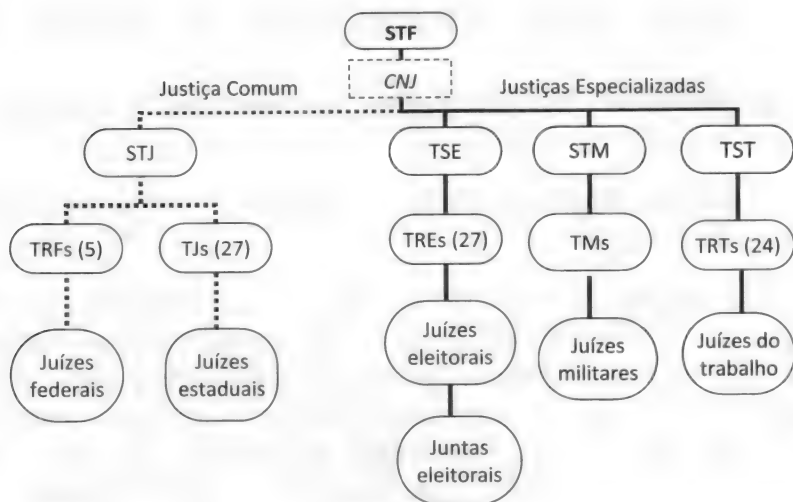 STF
CNJ
Justiça Comum
Justiças Especializadas
STJ
TSE
STM
TST
TRFs (5)
TJs (27)
TREs (27)
TMs
TRTs (24)
Juízes
federais
Juízes
estaduais
Juízes
eleitorais
Juízes
militares
Juízes do
trabalho
Juntas
eleitorais